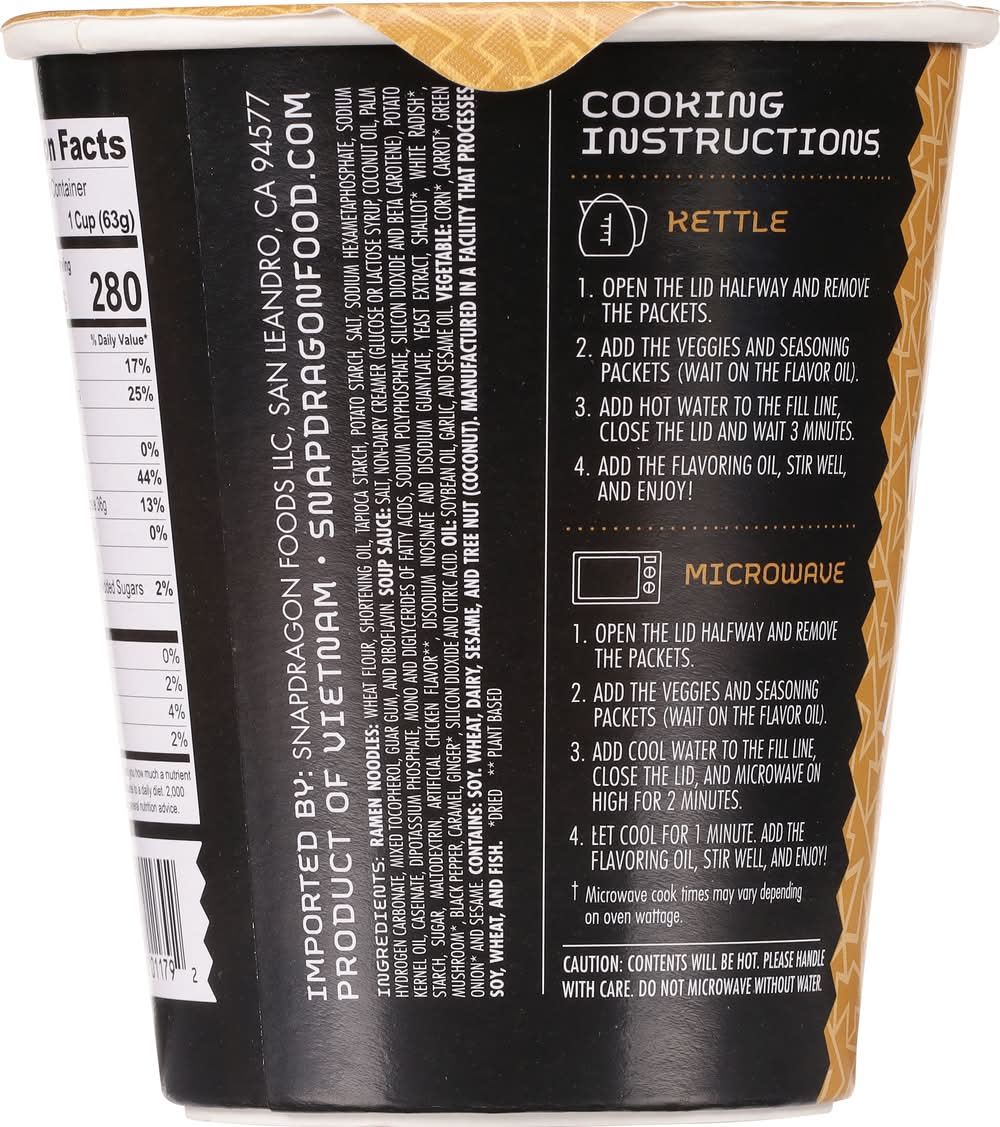 n Facts
Container
1 Cup (63g)
280
% Daily Value*
17%
25%
0%
44%
13%
0%
Sugars 2%
0%
2%
4%
2%
you how much a nutrient
to a daily diet. 2,000
nutrition advice.
01179 2
IMPORTED BY: SNAPDRAGON FOODS LLC, SAN LEANDRO, CA 94577
PRODUCT OF VIETNAM • SNAPDRAGONFOOD.COM
INGREDIENTS: RAMEN NOODLES: WHEAT FLOUR, SHORTENING OIL, TAPIOCA STARCH, POTATO STARCH, SALT, SODIUM HEXAMETAPHOSPHATE, SODIUM
HYDROGEN CARBONATE, MIXED TOCOPHEROL, GUAR GUM, AND RIBOFLAVIN. SOUP SAUCE: SALT, NON-DAIRY CREAMER (GLUCOSE OR LACTOSE SYRUP, COCONUT OIL, PALM
KERNEL OIL, CASEINATE, DIPOTASSIUM PHOSPHATE, MONO AND DIGLYCERIDES OF FATTY ACIDS, SODIUM POLYPHOSPHATE, SILICON DIOXIDE AND BETA CAROTENE), POTATO
STARCH, SUGAR, MALTODEXTRIN, ARTIFICIAL CHICKEN FLAVOR**, DISODIUM INOSINATE AND DISODIUM GUANYLATE, YEAST EXTRACT, SHALLOT*, WHITE RADISH*,
MUSHROOM*, BLACK PEPPER, CARAMEL, GINGER* SILICON DIOXIDE AND CITRIC ACID. OIL: SOYBEAN OIL, GARLIC, AND SESAME OIL. VEGETABLE: CORN*, CARROT*, GREEN
ONION* AND SESAME. CONTAINS: SOY, WHEAT, DAIRY, SESAME, AND TREE NUT (COCONUT). MANUFACTURED IN A FACILITY THAT PROCESSES
SOY, WHEAT, AND FISH. *DRIED ** PLANT BASED
COOKING
INSTRUCTIONS
KETTLE
1. OPEN THE LID HALFWAY AND REMOVE
THE PACKETS.
2. ADD THE VEGGIES AND SEASONING
PACKETS (WAIT ON THE FLAVOR OIL).
3. ADD HOT WATER TO THE FILL LINE,
CLOSE THE LID AND WAIT 3 MINUTES.
4. ADD THE FLAVORING OIL, STIR WELL,
AND ENJOY!
MICROWAVE
1. OPEN THE LID HALFWAY AND REMOVE
THE PACKETS.
2. ADD THE VEGGIES AND SEASONING
PACKETS (WAIT ON THE FLAVOR OIL).
3. ADD COOL WATER TO THE FILL LINE,
CLOSE THE LID, AND MICROWAVE ON
HIGH FOR 2 MINUTES.
4. LET COOL FOR 1 MINUTE. ADD THE
FLAVORING OIL, STIR WELL, AND ENJOY!
† Microwave cook times may vary depending
on oven wattage.
CAUTION: CONTENTS WILL BE HOT. PLEASE HANDLE
WITH CARE. DO NOT MICROWAVE WITHOUT WATER.